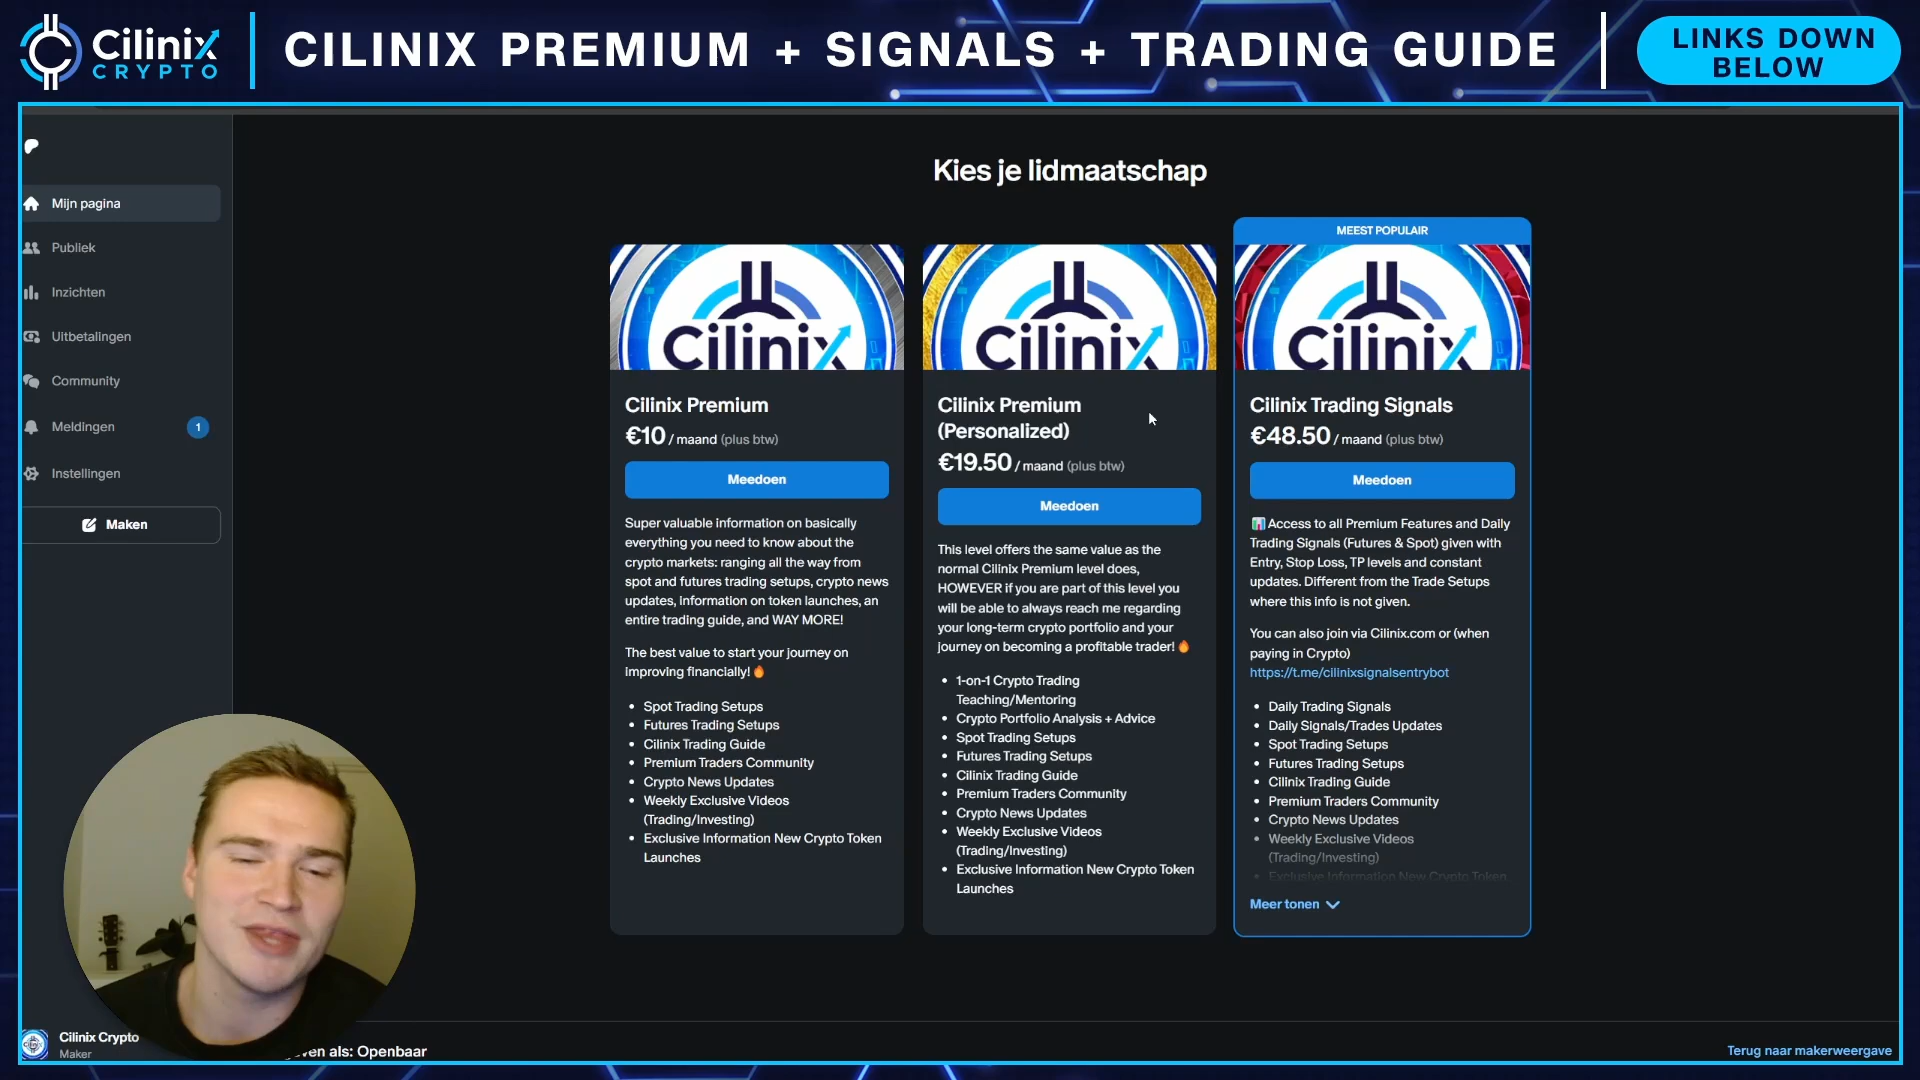 Cilinix
CRYPTO
CILINIX PREMIUM + SIGNALS + TRADING GUIDE
LINKS DOWN
BELOW
Mijn pagina
Publiek
Inzichten
Uitbetalingen
Community
Meldingen
1
Instellingen
Maken
Kies je lidmaatschap
Cilinix
Cilinix Premium
€10 / maand (plus btw)
Meedoen
Super valuable information on basically
everything you need to know about the
crypto markets: ranging all the way from
spot and futures trading setups, crypto news
updates, information on token launches, an
entire trading guide, and WAY MORE!
The best value to start your journey on
improving financially!🔥
• Spot Trading Setups
• Futures Trading Setups
• Cilinix Trading Guide
• Premium Traders Community
• Crypto News Updates
• Weekly Exclusive Videos
(Trading/Investing)
• Exclusive Information New Crypto Token
Launches
Cilinix
Cilinix Premium
(Personalized)
€19.50 / maand (plus btw)
Meedoen
This level offers the same value as the
normal Cilinix Premium level does,
HOWEVER if you are part of this level you
will be able to always reach me regarding
your long-term crypto portfolio and your
journey on becoming a profitable trader! 🔥
• 1-on-1 Crypto Trading
Teaching/Mentoring
• Crypto Portfolio Analysis + Advice
• Spot Trading Setups
• Futures Trading Setups
• Cilinix Trading Guide
• Premium Traders Community
• Crypto News Updates
• Weekly Exclusive Videos
(Trading/Investing)
• Exclusive Information New Crypto Token
Launches
MEEST POPULAIR
Cilinix
Cilinix Trading Signals
€48.50 / maand (plus btw)
Meedoen
📊Access to all Premium Features and Daily
Trading Signals (Futures & Spot) given with
Entry, Stop Loss, TP levels and constant
updates. Different from the Trade Setups
where this info is not given.
You can also join via Cilinix.com or (when
paying in Crypto)
https://t.me/cilinixsignalsentrybot
• Daily Trading Signals
• Daily Signals/Trades Updates
• Spot Trading Setups
• Futures Trading Setups
• Cilinix Trading Guide
• Premium Traders Community
• Crypto News Updates
• Weekly Exclusive Videos
(Trading/Investing)
• Exclusive Information New Crypto Token
Meer tonen
Cilinix Crypto
Maker
als: Openbaar
Terug naar makerweergave